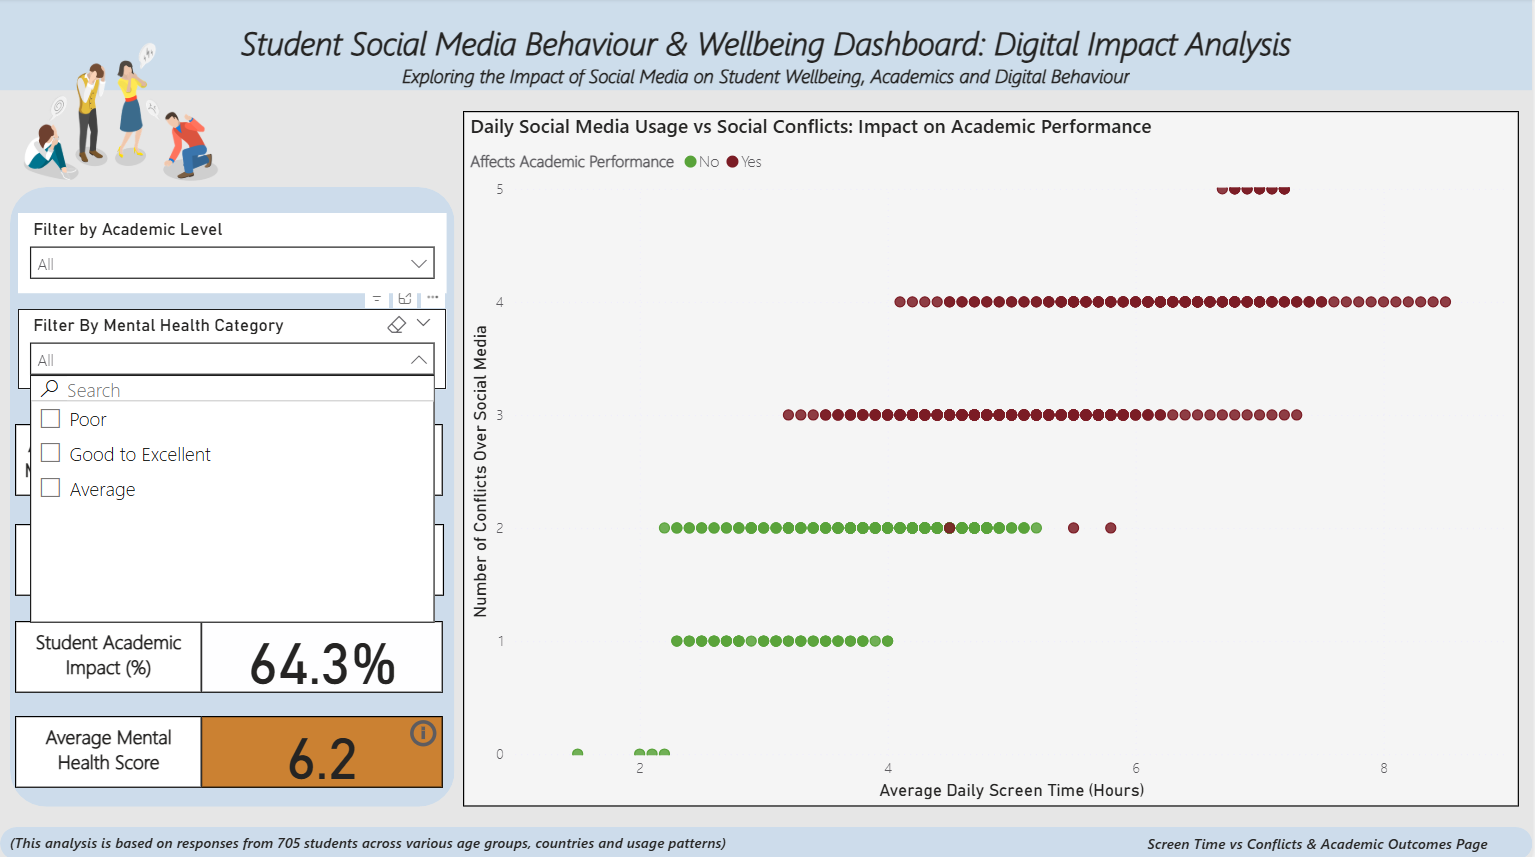 Student Social Media Behaviour & Wellbeing Dashboard: Digital Impact Analysis
Exploring the Impact of Social Media on Student Wellbeing, Academics and Digital Behaviour
Filter by Academic Level
All
Filter By Mental Health Category
All
Search
Poor
Good to Excellent
Average
Student Academic
Impact (%)
64.3%
Average Mental
Health Score
6.2
Daily Social Media Usage vs Social Conflicts: Impact on Academic Performance
Affects Academic Performance No Yes
Number of Conflicts Over Social Media
5
4
3
2
1
0
2 4 6 8
Average Daily Screen Time (Hours)
(This analysis is based on responses from 705 students across various age groups, countries and usage patterns)
Screen Time vs Conflicts & Academic Outcomes Page